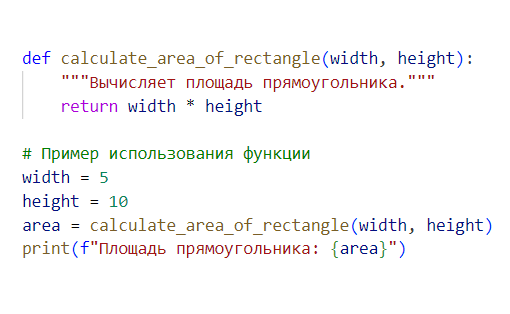 def calculate_area_of_rectangle(width, height):
    """Вычисляет площадь прямоугольника."""
    return width * height
# Пример использования функции
width = 5
height = 10
area = calculate_area_of_rectangle(width, height)
print(f"Площадь прямоугольника: {area}")